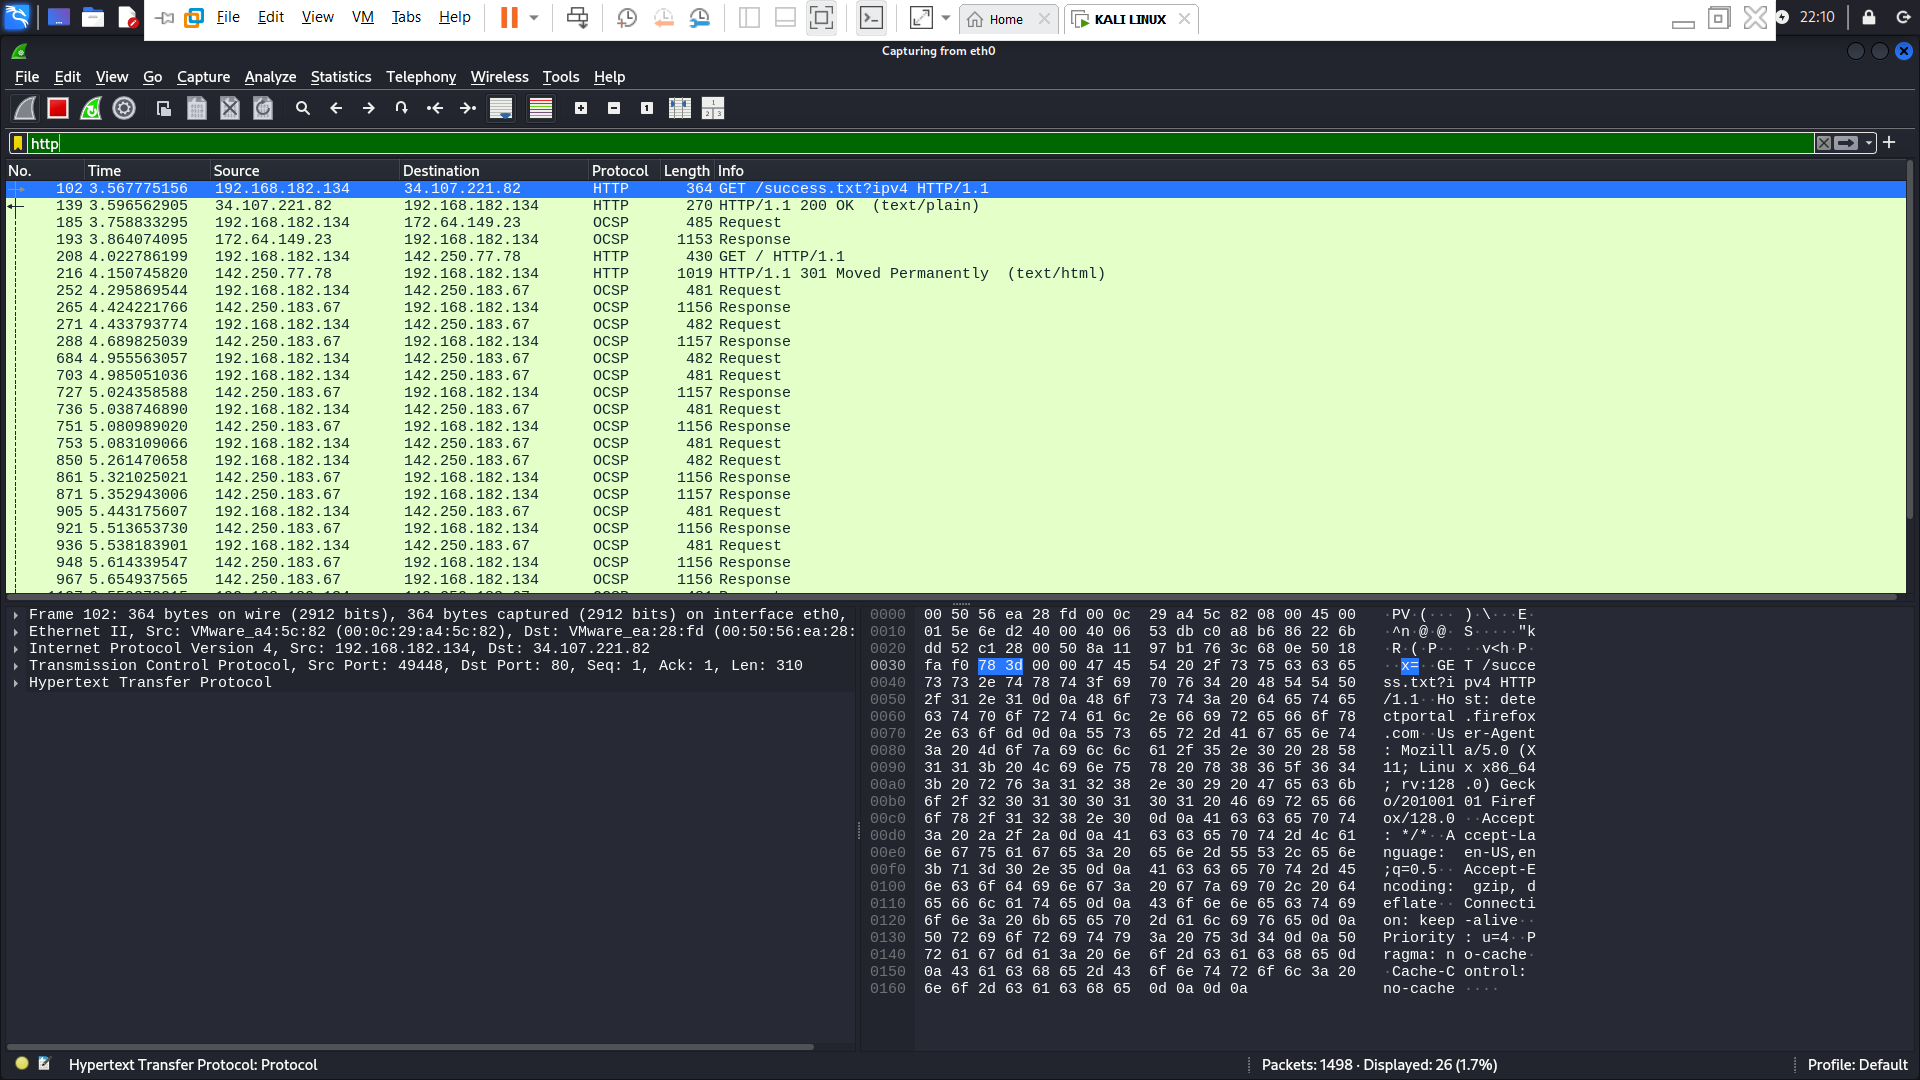 File Edit View VM Tabs Help Home KALI LINUX 22:10
Capturing from eth0
File Edit View Go Capture Analyze Statistics Telephony Wireless Tools Help
http
No. Time Source Destination Protocol Length Info
102 3.567775156 192.168.182.134 34.107.221.82 HTTP 364 GET /success.txt?ipv4 HTTP/1.1
139 3.596562905 34.107.221.82 192.168.182.134 HTTP 270 HTTP/1.1 200 OK (text/plain)
185 3.758833295 192.168.182.134 172.64.149.23 OCSP 485 Request
193 3.864074095 172.64.149.23 192.168.182.134 OCSP 1153 Response
208 4.022786199 192.168.182.134 142.250.77.78 HTTP 430 GET / HTTP/1.1
216 4.150745820 142.250.77.78 192.168.182.134 HTTP 1019 HTTP/1.1 301 Moved Permanently (text/html)
252 4.295869544 192.168.182.134 142.250.183.67 OCSP 481 Request
265 4.424221766 142.250.183.67 192.168.182.134 OCSP 1156 Response
271 4.433793774 192.168.182.134 142.250.183.67 OCSP 482 Request
288 4.689825039 142.250.183.67 192.168.182.134 OCSP 1157 Response
684 4.955563057 192.168.182.134 142.250.183.67 OCSP 482 Request
703 4.985051036 192.168.182.134 142.250.183.67 OCSP 481 Request
727 5.024358588 142.250.183.67 192.168.182.134 OCSP 1157 Response
736 5.038746890 192.168.182.134 142.250.183.67 OCSP 481 Request
751 5.080989020 142.250.183.67 192.168.182.134 OCSP 1156 Response
753 5.083109066 192.168.182.134 142.250.183.67 OCSP 481 Request
850 5.261470658 192.168.182.134 142.250.183.67 OCSP 482 Request
861 5.321025021 142.250.183.67 192.168.182.134 OCSP 1156 Response
871 5.352943006 142.250.183.67 192.168.182.134 OCSP 1157 Response
905 5.443175607 192.168.182.134 142.250.183.67 OCSP 481 Request
921 5.513653730 142.250.183.67 192.168.182.134 OCSP 1156 Response
936 5.538183901 192.168.182.134 142.250.183.67 OCSP 481 Request
948 5.614339547 142.250.183.67 192.168.182.134 OCSP 1156 Response
967 5.654937565 142.250.183.67 192.168.182.134 OCSP 1156 Response
Frame 102: 364 bytes on wire (2912 bits), 364 bytes captured (2912 bits) on interface eth0,
Ethernet II, Src: VMware_a4:5c:82 (00:0c:29:a4:5c:82), Dst: VMware_ea:28:fd (00:50:56:ea:28:
Internet Protocol Version 4, Src: 192.168.182.134, Dst: 34.107.221.82
Transmission Control Protocol, Src Port: 49448, Dst Port: 80, Seq: 1, Ack: 1, Len: 310
Hypertext Transfer Protocol
0000 00 50 56 ea 28 fd 00 0c 29 a4 5c 82 08 00 45 00 ·PV·(··· )·\···E·
0010 01 5e 6e d2 40 00 40 06 53 db c0 a8 b6 86 22 6b ·^n·@·@· S·····"k
0020 dd 52 c1 28 00 50 8a 11 97 b1 76 3c 68 0e 50 18 ·R·(·P·· ··v<h·P·
0030 fa f0 78 3d 00 00 47 45 54 20 2f 73 75 63 63 65 ··x=··GE T /succe
0040 73 73 2e 74 78 74 3f 69 70 76 34 20 48 54 54 50 ss.txt?i pv4 HTTP
0050 2f 31 2e 31 0d 0a 48 6f 73 74 3a 20 64 65 74 65 /1.1··Ho st: dete
0060 63 74 70 6f 72 74 61 6c 2e 66 69 72 65 66 6f 78 ctportal .firefox
0070 2e 63 6f 6d 0d 0a 55 73 65 72 2d 41 67 65 6e 74 .com··Us er-Agent
0080 3a 20 4d 6f 7a 69 6c 6c 61 2f 35 2e 30 20 28 58 : Mozill a/5.0 (X
0090 31 31 3b 20 4c 69 6e 75 78 20 78 38 36 5f 36 34 11; Linu x x86_64
00a0 3b 20 72 76 3a 31 32 38 2e 30 29 20 47 65 63 6b ; rv:128 .0) Geck
00b0 6f 2f 32 30 31 30 30 31 30 31 20 46 69 72 65 66 o/201001 01 Firef
00c0 6f 78 2f 31 32 38 2e 30 0d 0a 41 63 63 65 70 74 ox/128.0 ··Accept
00d0 3a 20 2a 2f 2a 0d 0a 41 63 63 65 70 74 2d 4c 61 : */*··A ccept-La
00e0 6e 67 75 61 67 65 3a 20 65 6e 2d 55 53 2c 65 6e nguage: en-US,en
00f0 3b 71 3d 30 2e 35 0d 0a 41 63 63 65 70 74 2d 45 ;q=0.5·· Accept-E
0100 6e 63 6f 64 69 6e 67 3a 20 67 7a 69 70 2c 20 64 ncoding: gzip, d
0110 65 66 6c 61 74 65 0d 0a 43 6f 6e 6e 65 63 74 69 eflate·· Connecti
0120 6f 6e 3a 20 6b 65 65 70 2d 61 6c 69 76 65 0d 0a on: keep -alive··
0130 50 72 69 6f 72 69 74 79 3a 20 75 3d 34 0d 0a 50 Priority : u=4··P
0140 72 61 67 6d 61 3a 20 6e 6f 2d 63 61 63 68 65 0d ragma: n o-cache·
0150 0a 43 61 63 68 65 2d 43 6f 6e 74 72 6f 6c 3a 20 ·Cache-C ontrol:
0160 6e 6f 2d 63 61 63 68 65 0d 0a 0d 0a no-cache ····
Hypertext Transfer Protocol: Protocol Packets: 1498 · Displayed: 26 (1.7%) Profile: Default